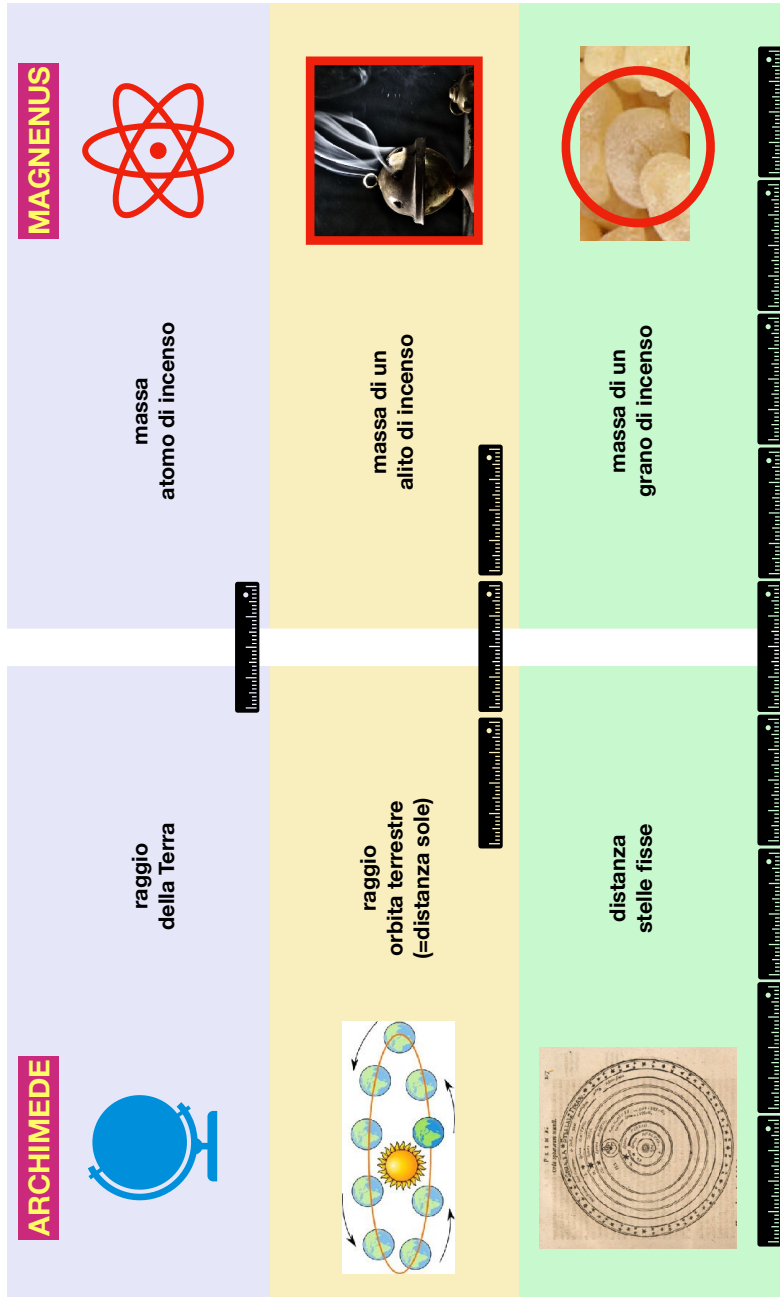 ARCHIMEDE
MAGNENUS
raggio
della Terra
massa
atomo di incenso
raggio
orbita terrestre
(=distanza sole)
massa di un
alito di incenso
distanza
stelle fisse
massa di un
grano di incenso